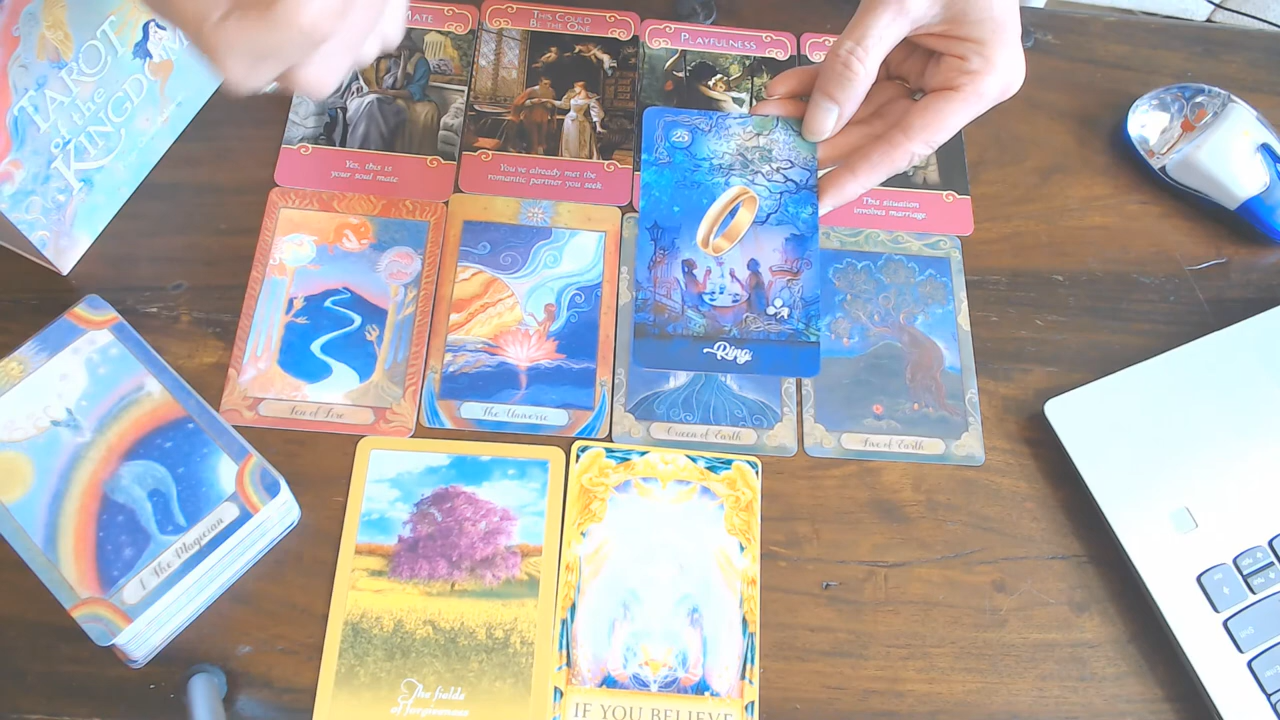 TAROT
of the
KINGDOM
MATE
Yes, this is
your soul mate.
THIS COULD
BE THE ONE
You've already met the
romantic partner you seek.
PLAYFULNESS
This situation
involves marriage.
25
Ring
Ten of Fire
The Universe
Queen of Earth
Five of Earth
I The Magician
The fields
of forgiveness
IF YOU BELIEVE
Shift